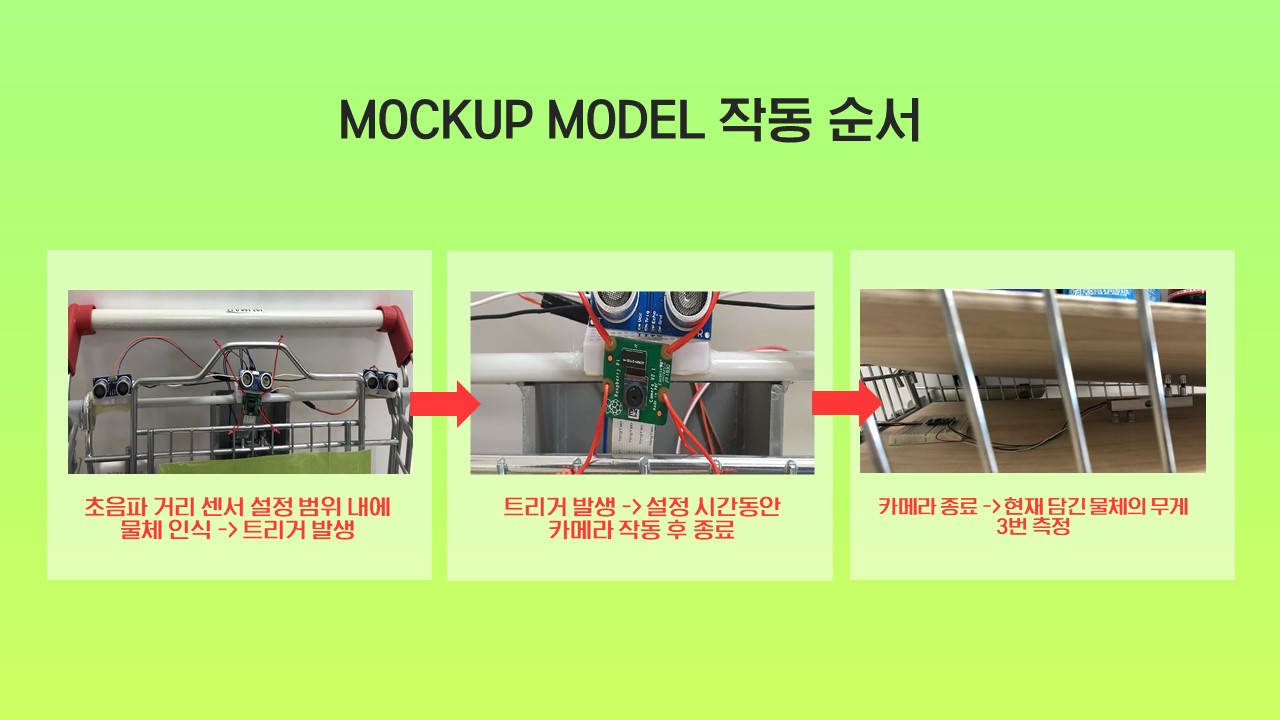 MOCKUP MODEL 작동 순서
초음파 거리 센서 설정 범위 내에
물체 인식 -> 트리거 발생
트리거 발생 -> 설정 시간동안
카메라 작동 후 종료
카메라 종료 -> 현재 담긴 물체의 무게
3번 측정